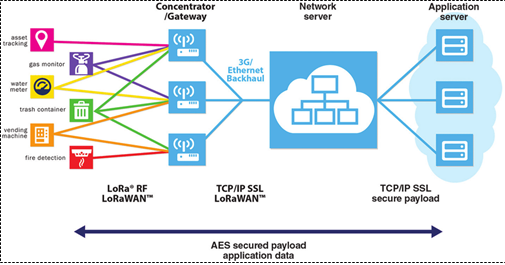 Concentrator
/Gateway
Network
server
Application
server
asset
tracking
gas monitor
water
meter
trash container
vending
machine
fire detection
3G/
Ethernet
Backhaul
LoRa® RF
LoRaWAN™
TCP/IP SSL
LoRaWAN™
TCP/IP SSL
secure payload
AES secured payload
application data